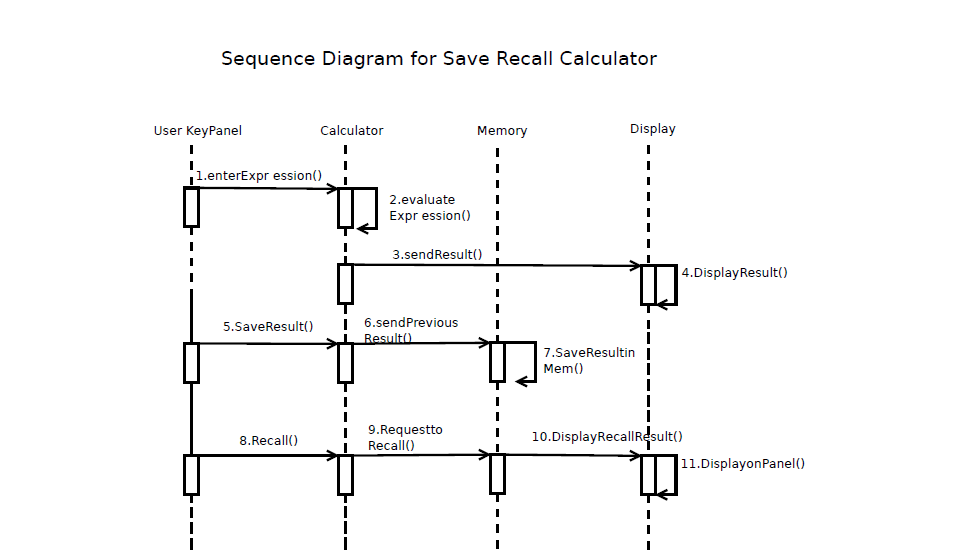 Sequence Diagram for Save Recall Calculator
User KeyPanel
Calculator
Memory
Display
1.enterExpr ession()
2.evaluate
Expr ession()
3.sendResult()
4.DisplayResult()
5.SaveResult()
6.sendPrevious
Result()
7.SaveResultin
Mem()
8.Recall()
9.Requestto
Recall()
10.DisplayRecallResult()
11.DisplayonPanel()